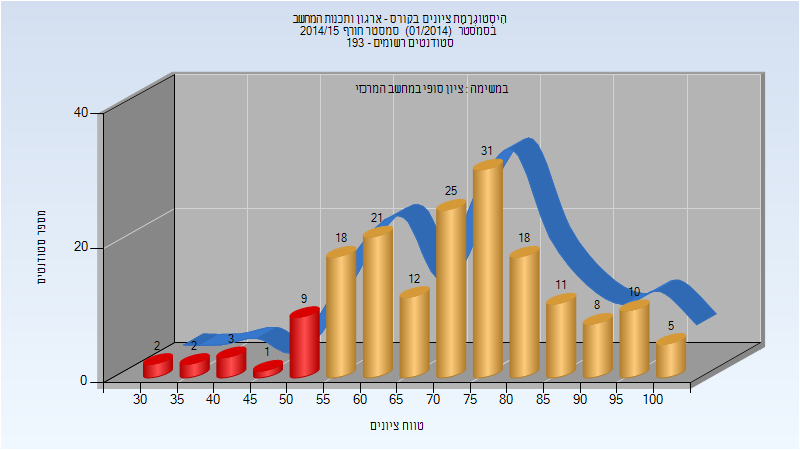 היסטוגרמת ציונים בקורס - ארגון ותכנות המחשב
בסמסטר (01/2014) סמסטר חורף 2014/15
סטודנטים רשומים - 193
במשימה : ציון סופי במחשב המרכזי
מספר סטודנטים
40
20
0
2
2
3
1
9
18
21
12
25
31
18
11
8
10
5
30 35 40 45 50 55 60 65 70 75 80 85 90 95 100
טווח ציונים